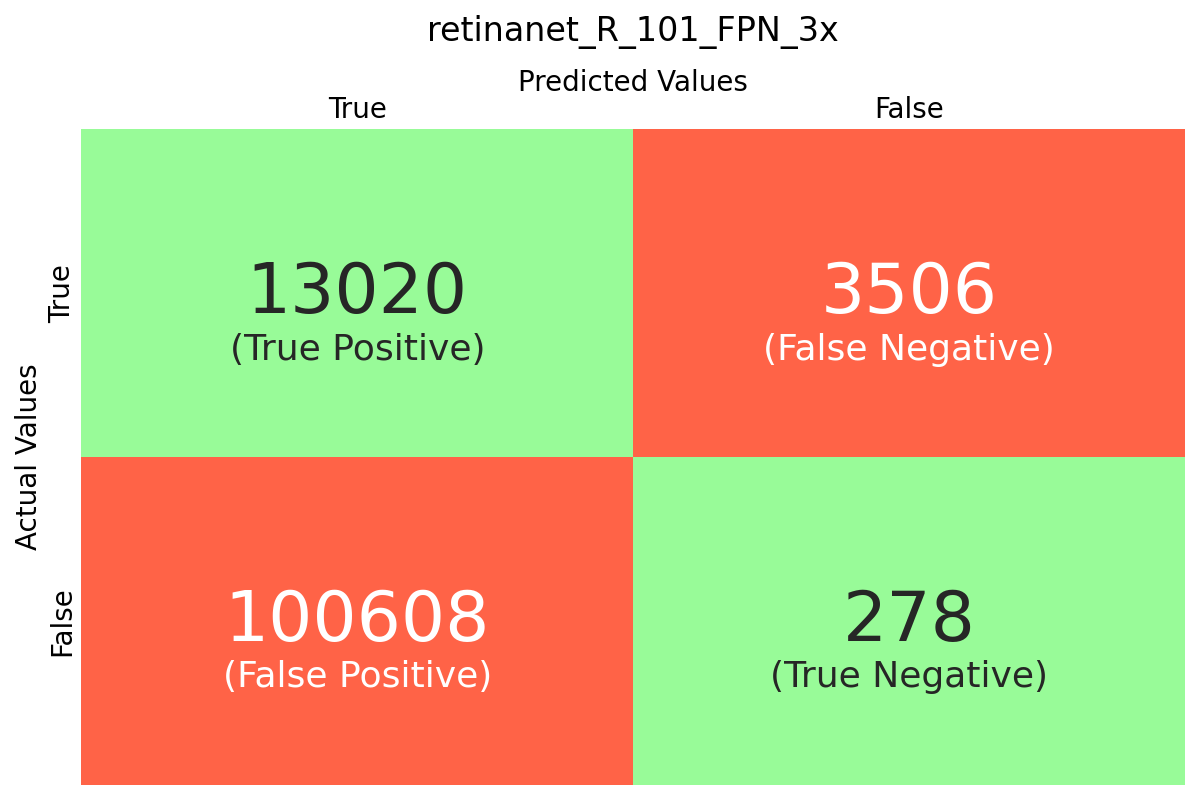 retinanet_R_101_FPN_3x
Predicted Values
True
False
Actual Values
True
13020
(True Positive)
3506
(False Negative)
False
100608
(False Positive)
278
(True Negative)